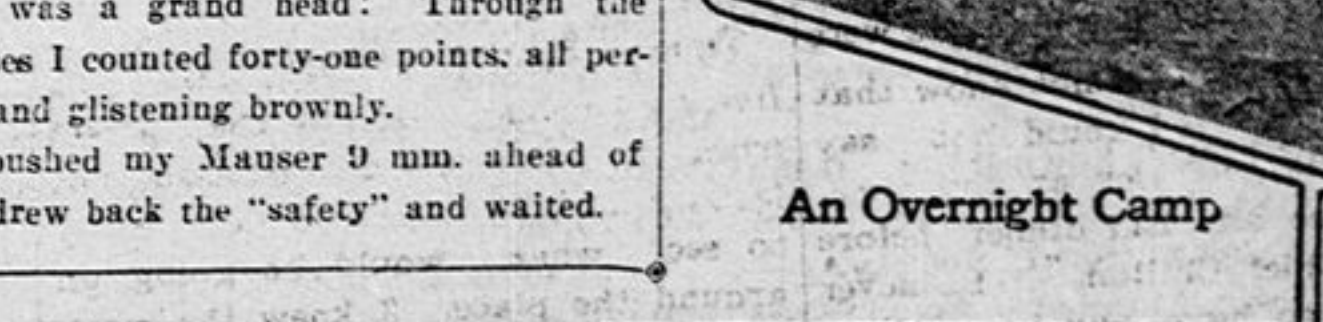 was a grand head! Through the
es I counted forty-one points, all per-
and glistening brownly.
pushed my Mauser 9 mm. ahead of
drew back the "safety" and waited.
An Overnight Camp